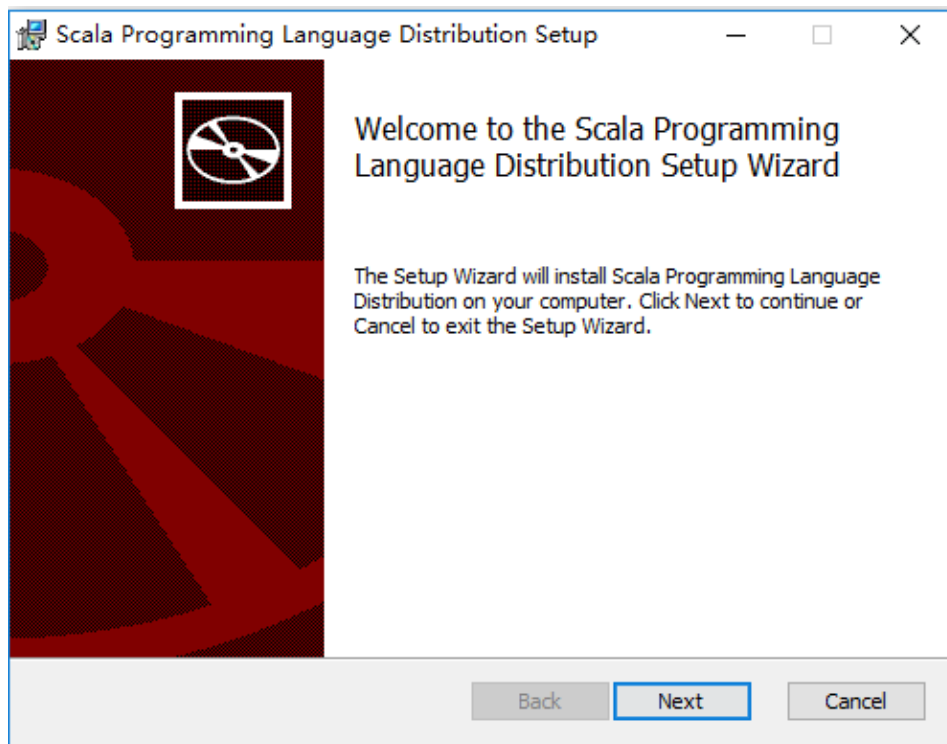 Scala Programming Language Distribution Setup
Welcome to the Scala Programming
Language Distribution Setup Wizard
The Setup Wizard will install Scala Programming Language
Distribution on your computer. Click Next to continue or
Cancel to exit the Setup Wizard.
Back Next Cancel